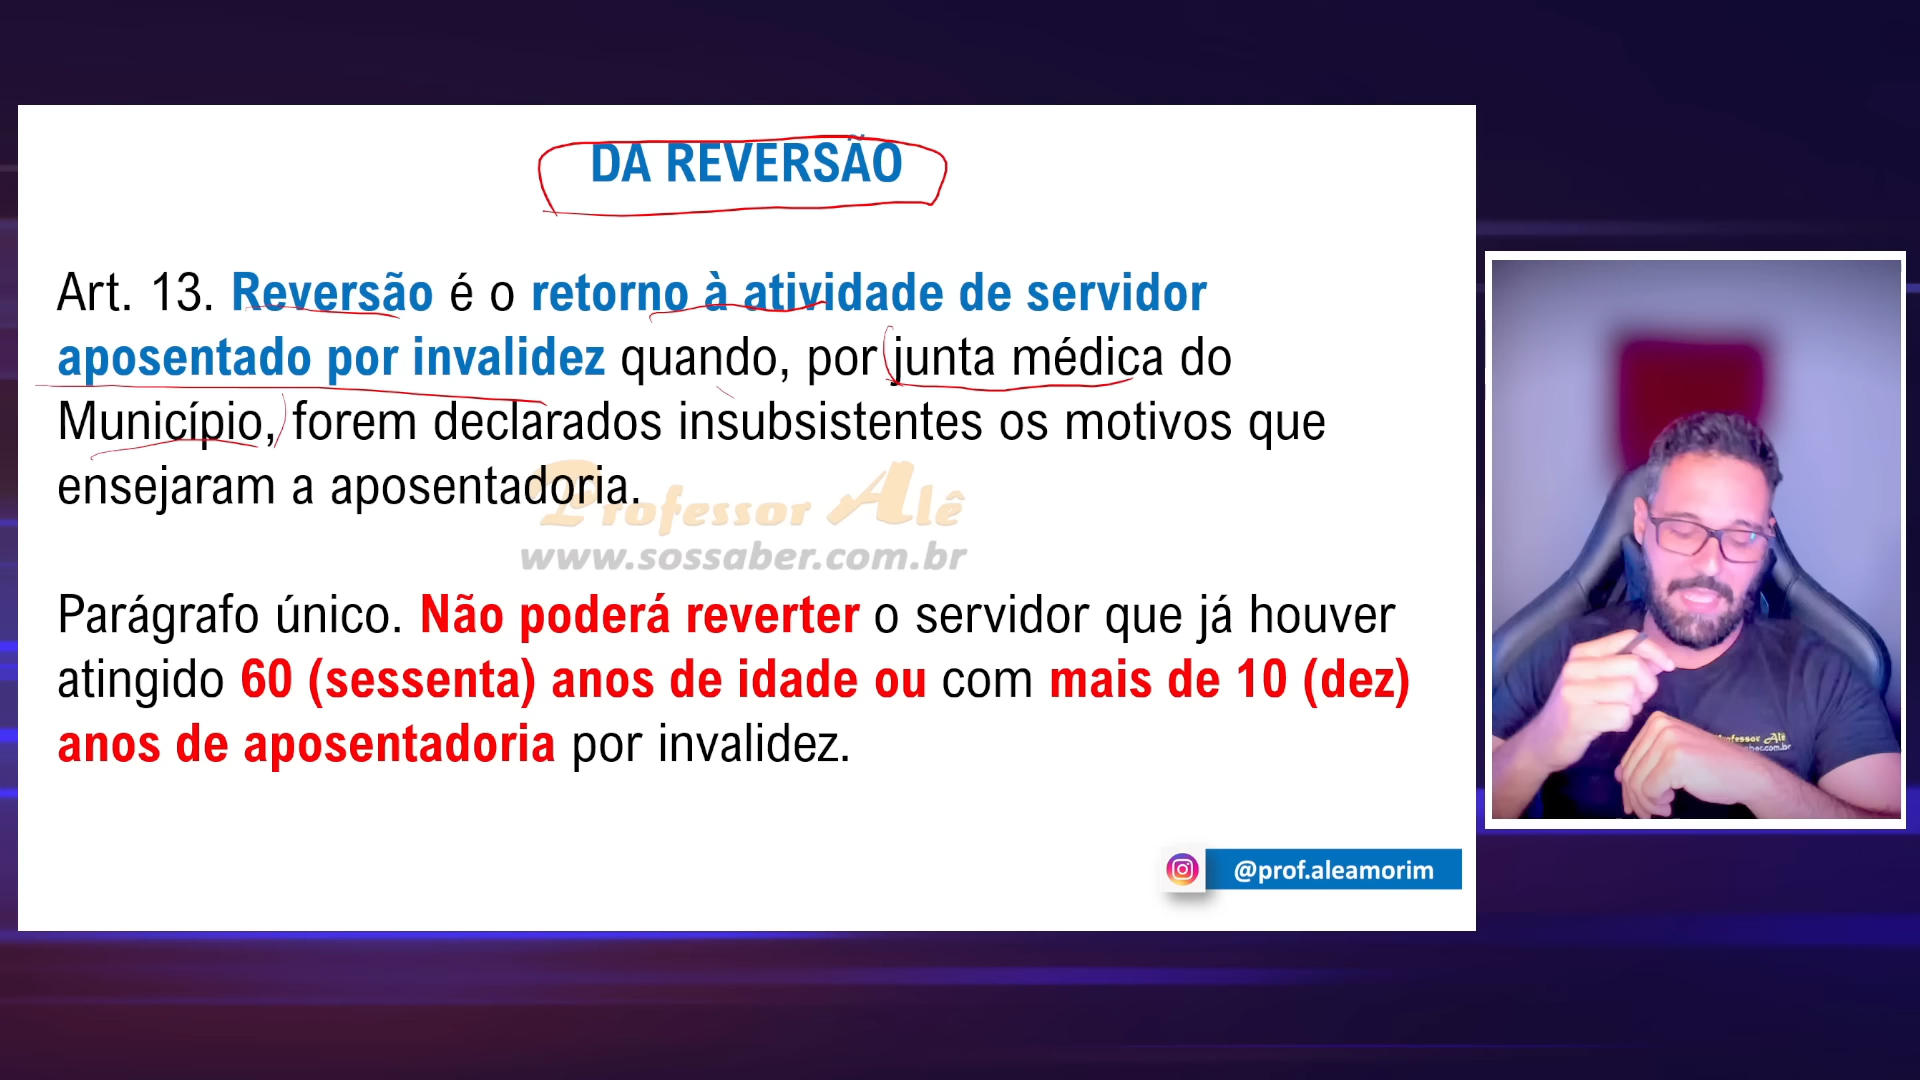 DA REVERSÃO
Art. 13. Reversão é o retorno à atividade de servidor
aposentado por invalidez quando, por junta médica do
Município, forem declarados insubsistentes os motivos que
ensejaram a aposentadoria.
Professor Alê
www.sossaber.com.br
Parágrafo único. Não poderá reverter o servidor que já houver
atingido 60 (sessenta) anos de idade ou com mais de 10 (dez)
anos de aposentadoria por invalidez.
@prof.aleamorim